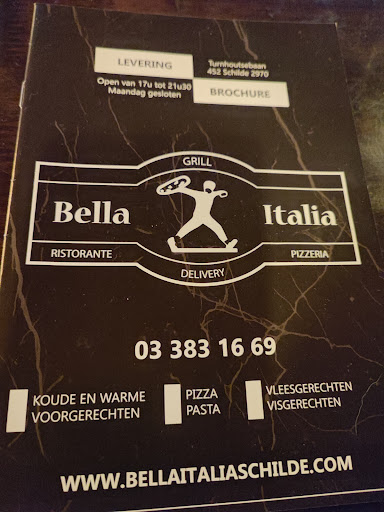 LEVERING
Turnhoutsebaan
452 Schilde 2970
Open van 17u tot 21u30
Maandag gesloten
BROCHURE
GRILL
Bella Italia
RISTORANTE
PIZZERIA
DELIVERY
03 383 16 69
KOUDE EN WARME
VOORGERECHTEN
PIZZA
PASTA
VLEESGERECHTEN
VISGERECHTEN
WWW.BELLAITALIASCHILDE.COM